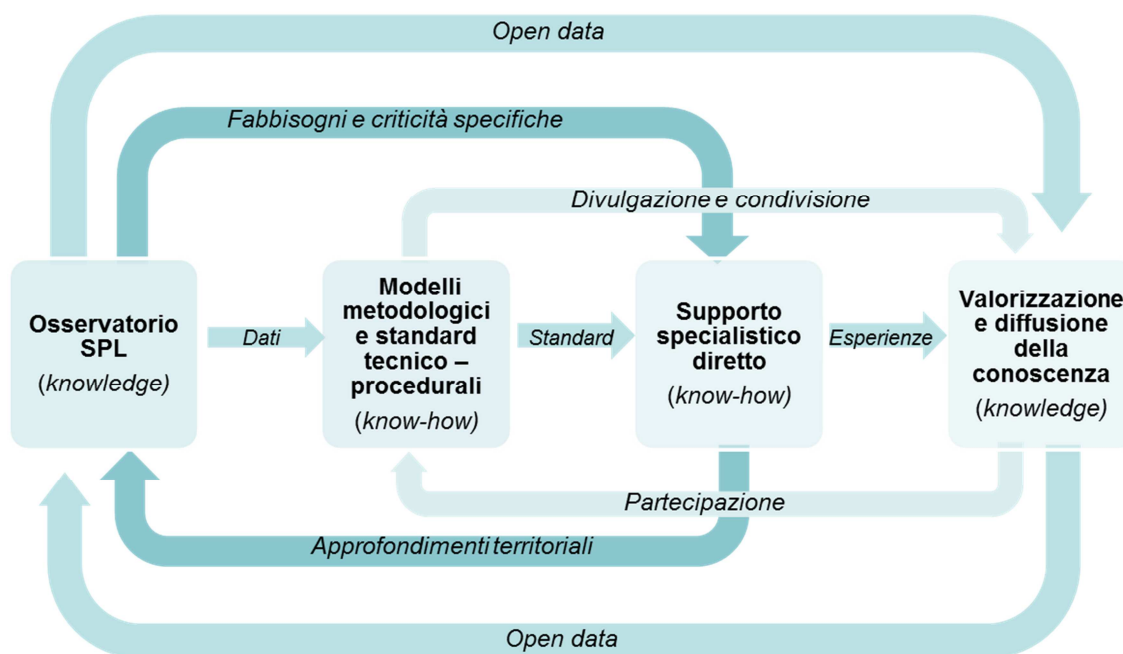 Open data
Fabbisogni e criticità specifiche
Divulgazione e condivisione
Osservatorio
SPL
(knowledge)
Dati
Modelli
metodologici
e standard
tecnico –
procedurali
(know-how)
Standard
Supporto
specialistico
diretto
(know-how)
Esperienze
Valorizzazione
e diffusione
della
conoscenza
(knowledge)
Partecipazione
Approfondimenti territoriali
Open data